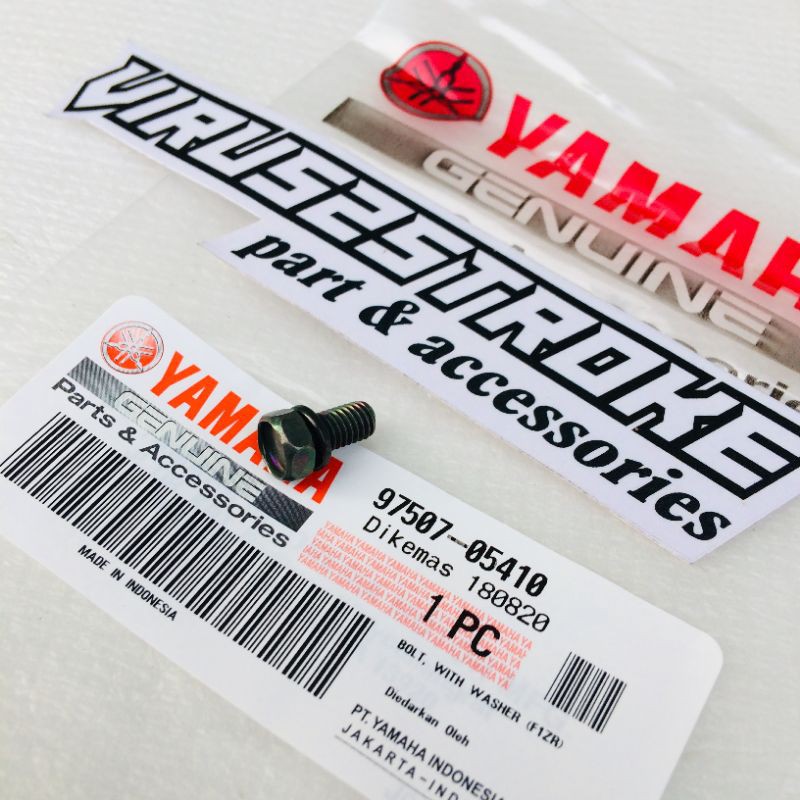 YAMAHA
GENUINE
VIRUS2STROKE
part & accessories
YAMAHA
GENUINE
Parts & Accessories
MADE IN INDONESIA
97507-05410
Dikemas 180820
1 PC
BOLT, WITH WASHER (F1ZR)
Diedarkan Oleh
PT. YAMAHA INDONESIA
JAKARTA-IND